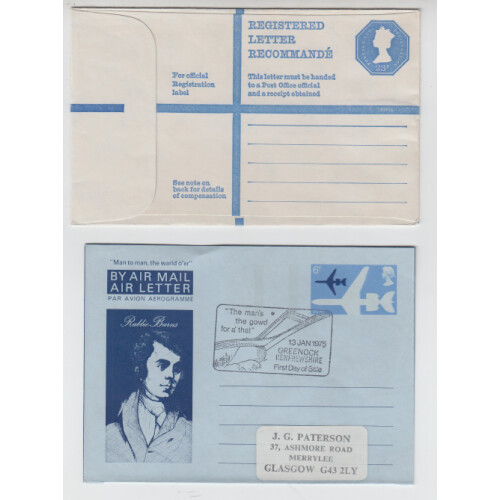 REGISTERED
LETTER
RECOMMANDÉ
For official
Registration
label
This letter must be handed
to a Post Office official
and a receipt obtained
See note on
back for details
of compensation
"Man to man, the world o'er"
BY AIR MAIL
AIR LETTER
PAR AVION AEROGRAMME
Robbie Burns
"The man's
the gowd
for a' that"
13 JAN 1975
GREENOCK
RENFREWSHIRE
First Day of Sale
J. G. PATERSON
37, ASHMORE ROAD
MERRYLEE
GLASGOW G43 2LY